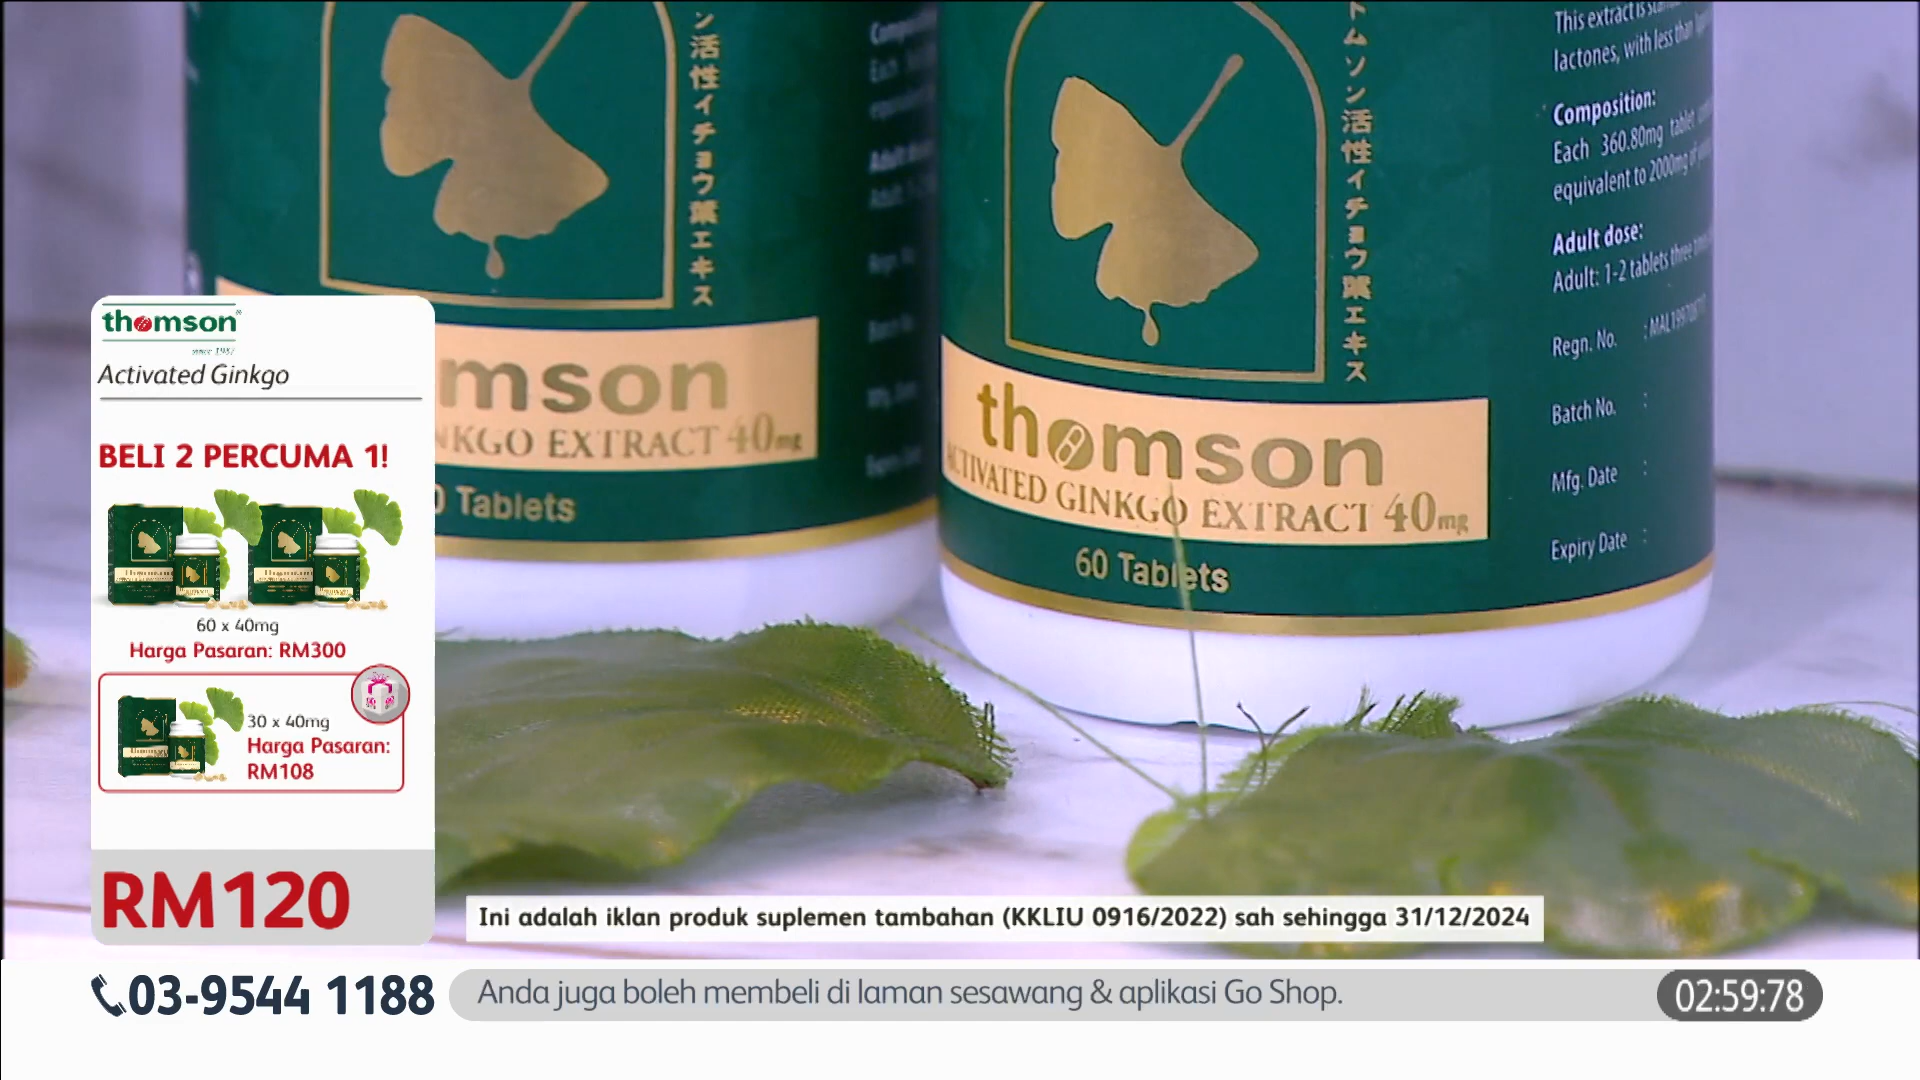 ン活性イチョウ葉エキス
mson
NKGO EXTRACT 40mg
Tablets
トムソン活性イチョウ葉エキス
thomson
ACTIVATED GINKGO EXTRACT 40mg
60 Tablets
This extract is
lactones, with less than
Composition:
Each 360.80mg tablet
equivalent to 2000mg of
Adult dose:
Adult: 1-2 tablets three
Regn. No. :
Batch No. :
Mfg. Date :
Expiry Date :
thomson
since 1987
Activated Ginkgo
BELI 2 PERCUMA 1!
60 x 40mg
Harga Pasaran: RM300
30 x 40mg
Harga Pasaran:
RM108
RM120
Ini adalah iklan produk suplemen tambahan (KKLIU 0916/2022) sah sehingga 31/12/2024
03-9544 1188
Anda juga boleh membeli di laman sesawang & aplikasi Go Shop.
02:59:78